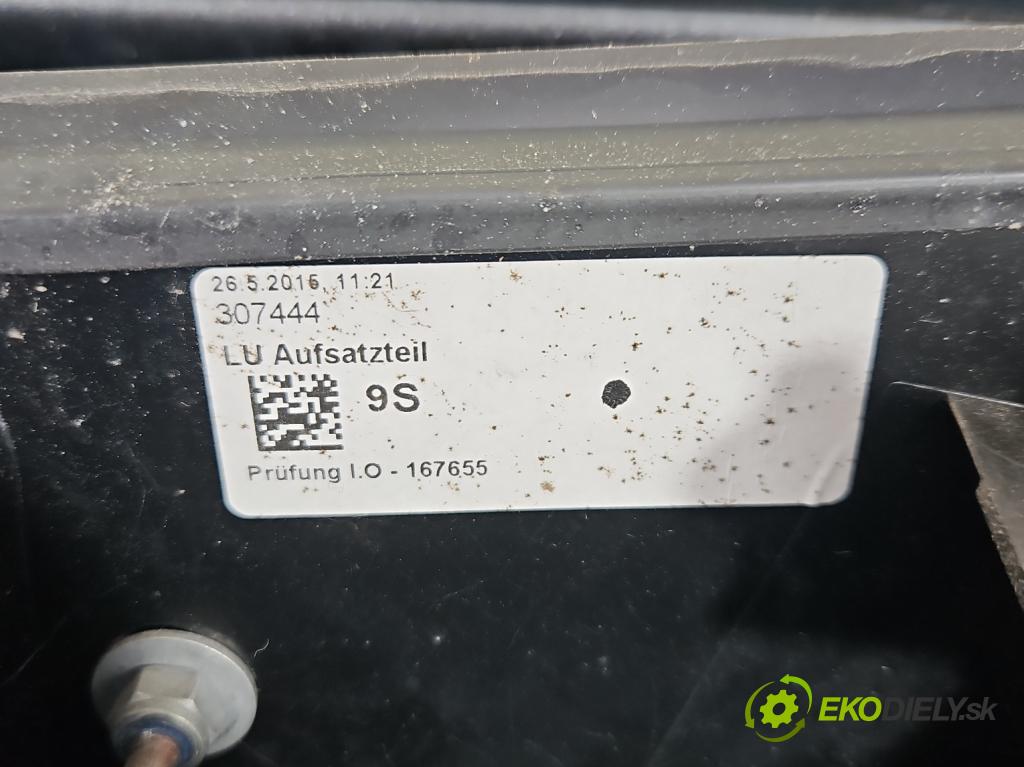 26.5.2015, 11:21
307444
LU Aufsatzteil
9S
Prüfung I.O - 167655
EKODIELY.sk